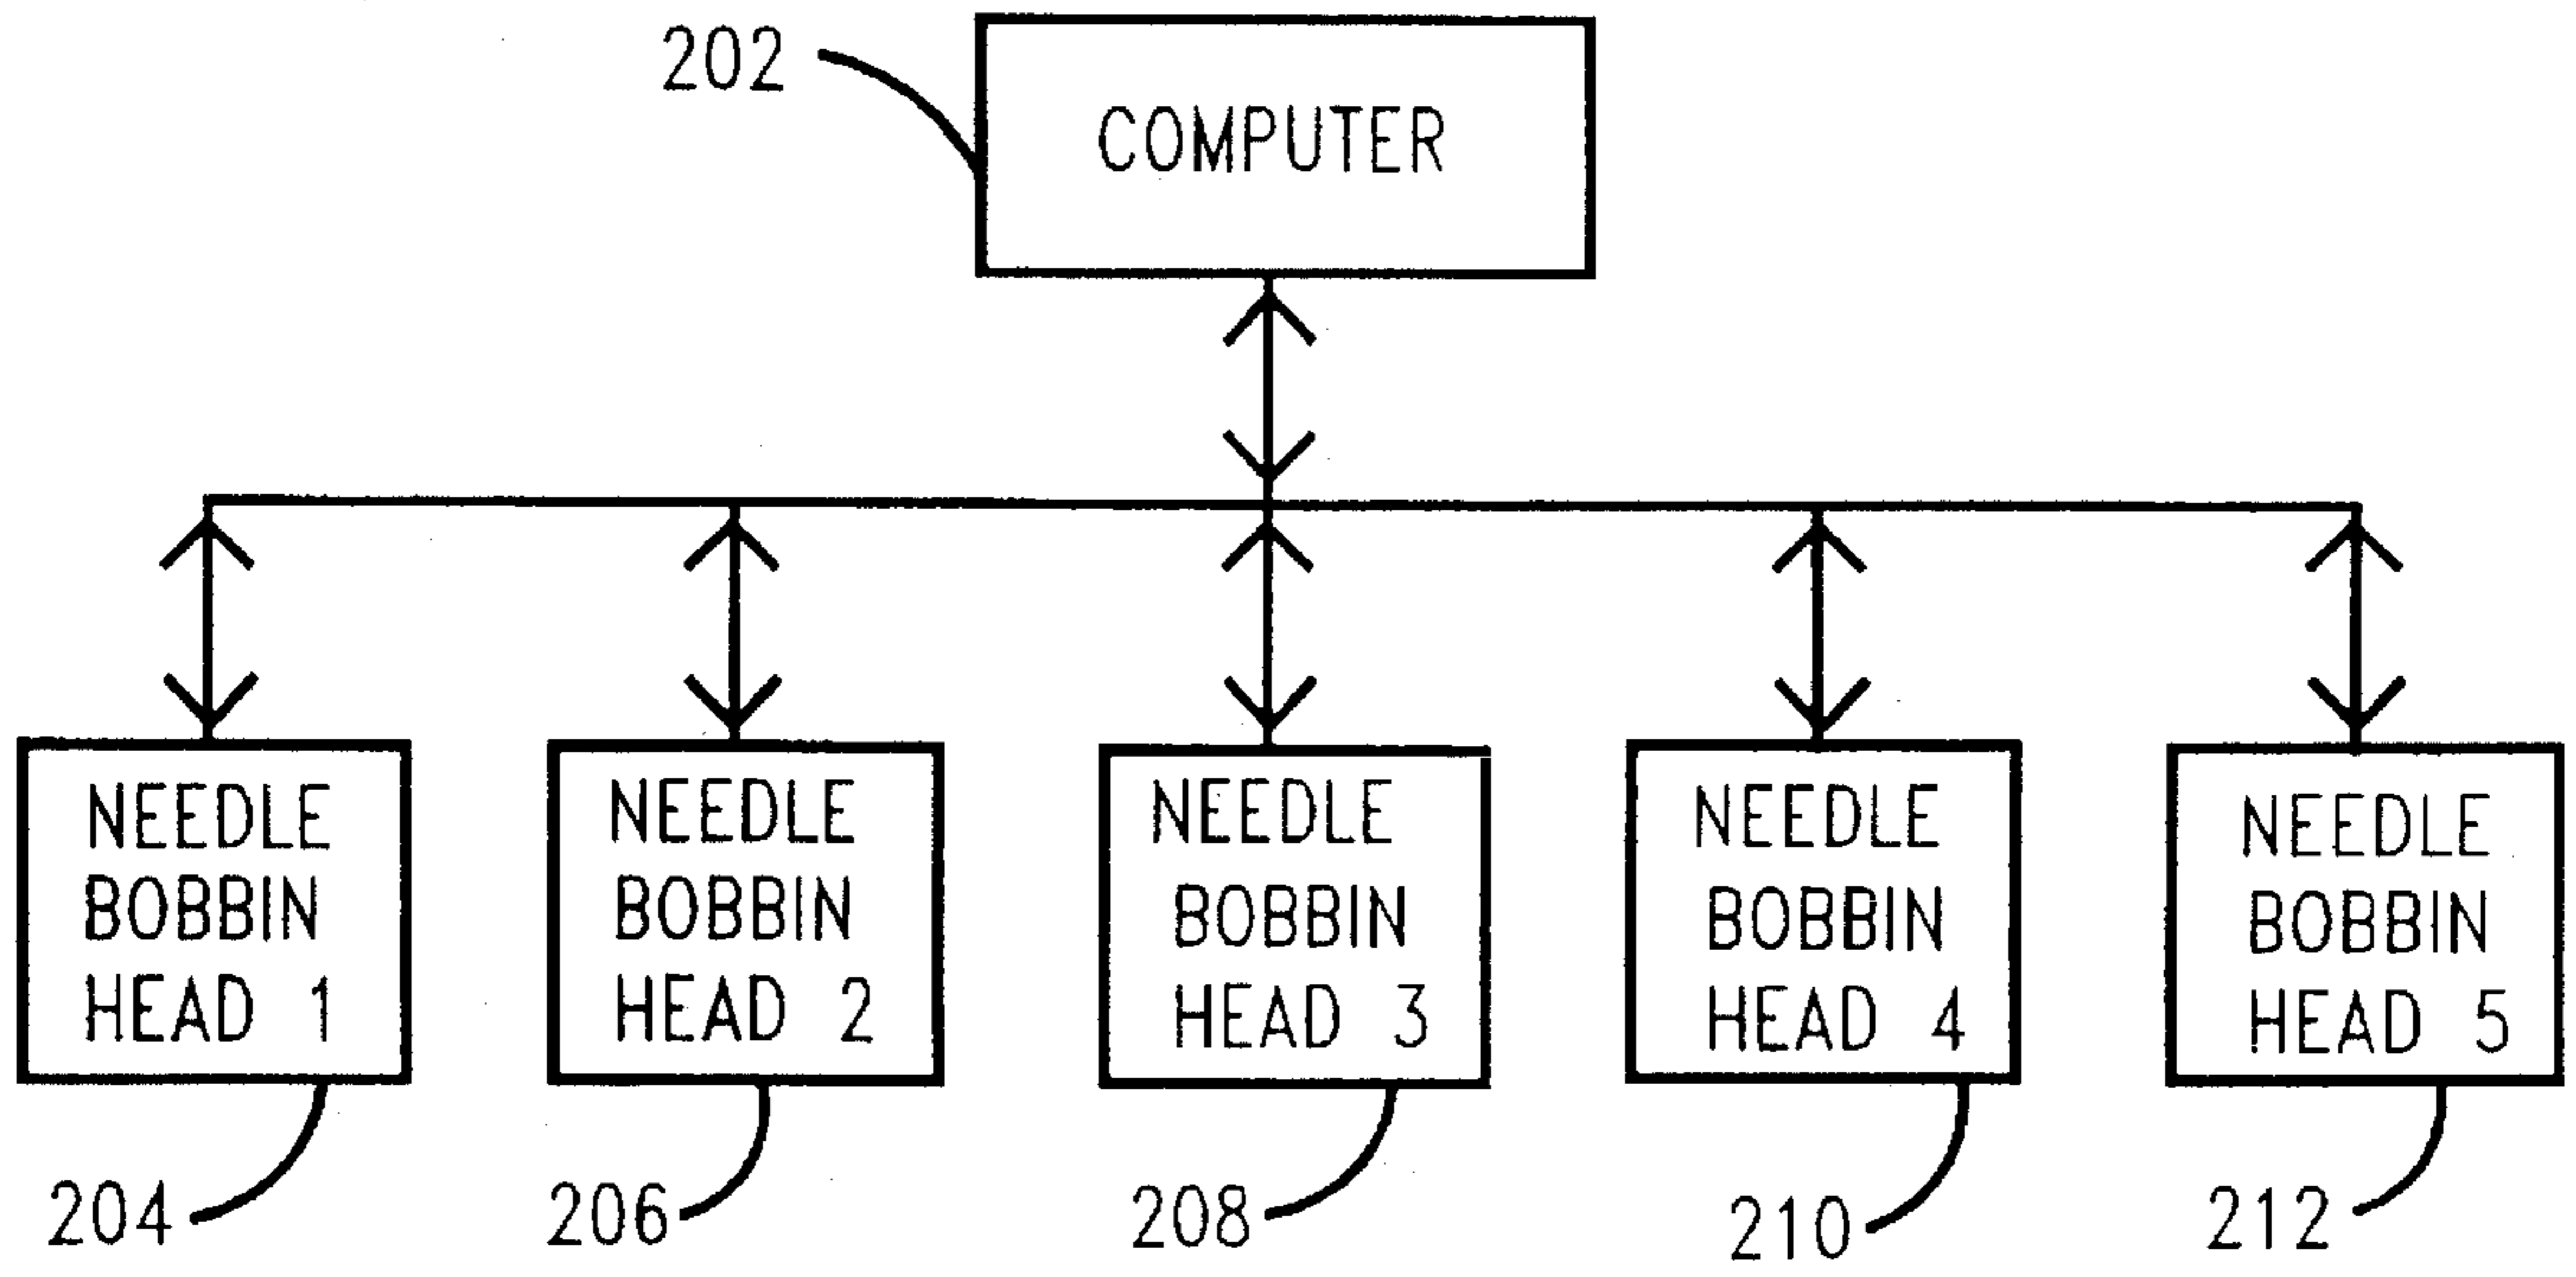 202
COMPUTER
NEEDLE
BOBBIN
HEAD 1
NEEDLE
BOBBIN
HEAD 2
NEEDLE
BOBBIN
HEAD 3
NEEDLE
BOBBIN
HEAD 4
NEEDLE
BOBBIN
HEAD 5
204
206
208
210
212